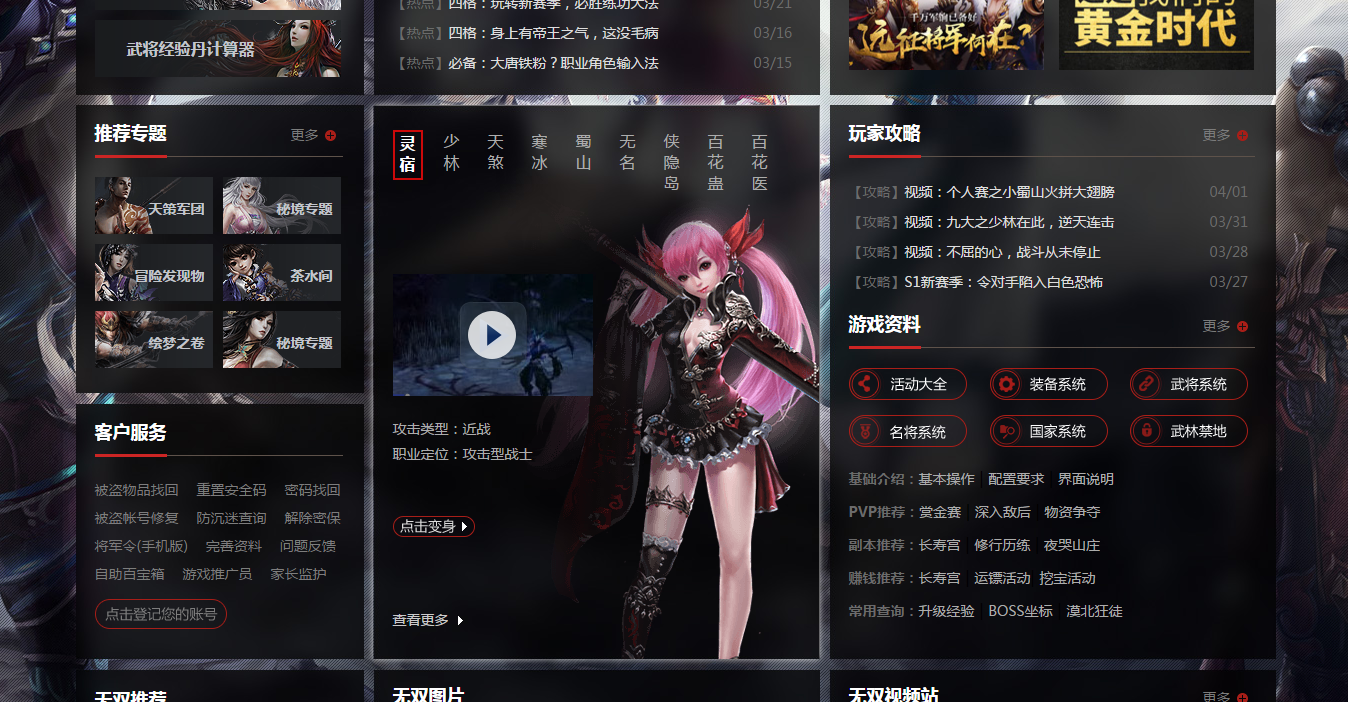 武将经验丹计算器
【热点】四格：玩转新赛季，必胜练功大法 03/21
【热点】四格：身上有帝王之气，这没毛病 03/16
【热点】必备：大唐铁粉？职业角色输入法 03/15
千万军饷已备好
远征将军何在？
黄金时代
推荐专题 更多
天策军团 秘境专题
冒险发现物 茶水间
绘梦之卷 秘境专题
客户服务
被盗物品找回 重置安全码 密码找回
被盗帐号修复 防沉迷查询 解除密保
将军令(手机版) 完善资料 问题反馈
自助百宝箱 游戏推广员 家长监护
点击登记您的账号
灵宿 少林 天煞 寒冰 蜀山 无名 侠隐岛 百花蛊 百花医
攻击类型：近战
职业定位：攻击型战士
点击变身
查看更多
玩家攻略 更多
【攻略】视频：个人赛之小蜀山火拼大翅膀 04/01
【攻略】视频：九大之少林在此，逆天连击 03/31
【攻略】视频：不屈的心，战斗从未停止 03/28
【攻略】S1新赛季：令对手陷入白色恐怖 03/27
游戏资料 更多
活动大全 装备系统 武将系统
名将系统 国家系统 武林禁地
基础介绍：基本操作 配置要求 界面说明
PVP推荐：赏金赛 深入敌后 物资争夺
副本推荐：长寿宫 修行历练 夜哭山庄
赚钱推荐：长寿宫 运镖活动 挖宝活动
常用查询：升级经验 BOSS坐标 漠北狂徒
无双推荐
无双图片
无双视频站 更多